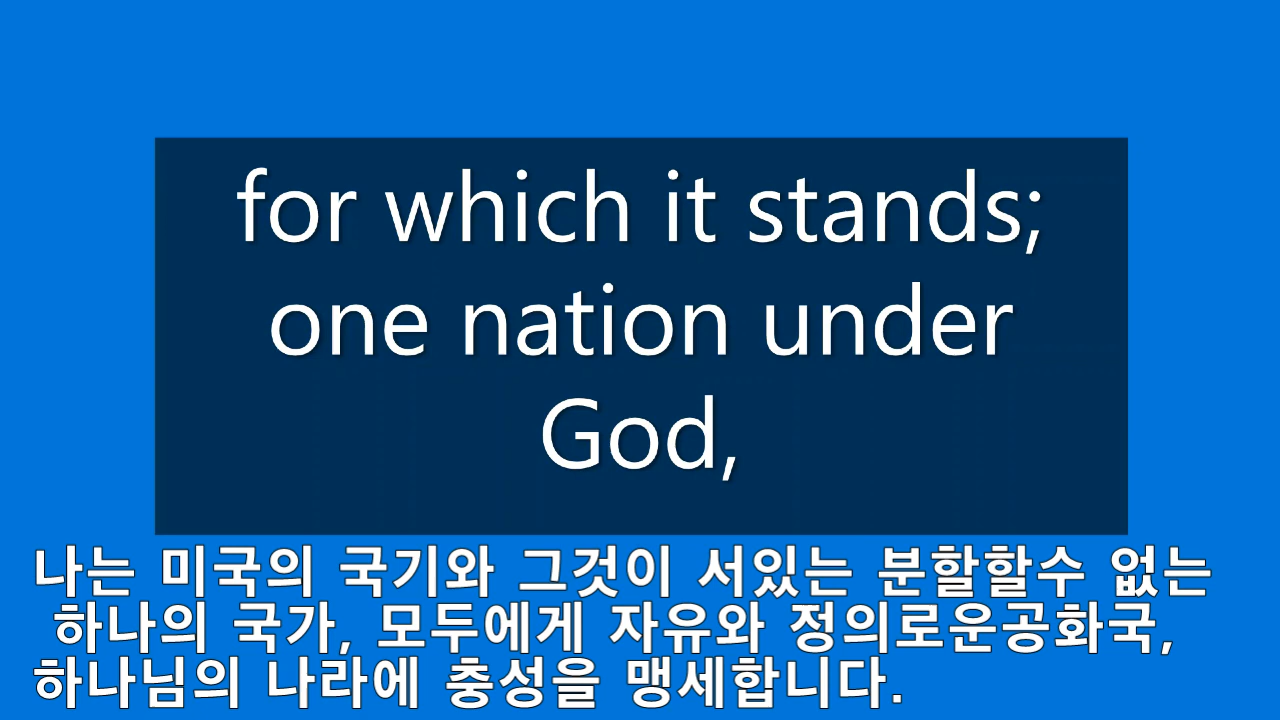 for which it stands;
one nation under
God,
나는 미국의 국기와 그것이 서있는 분할할수 없는
하나의 국가, 모두에게 자유와 정의로운공화국,
하나님의 나라에 충성을 맹세합니다.